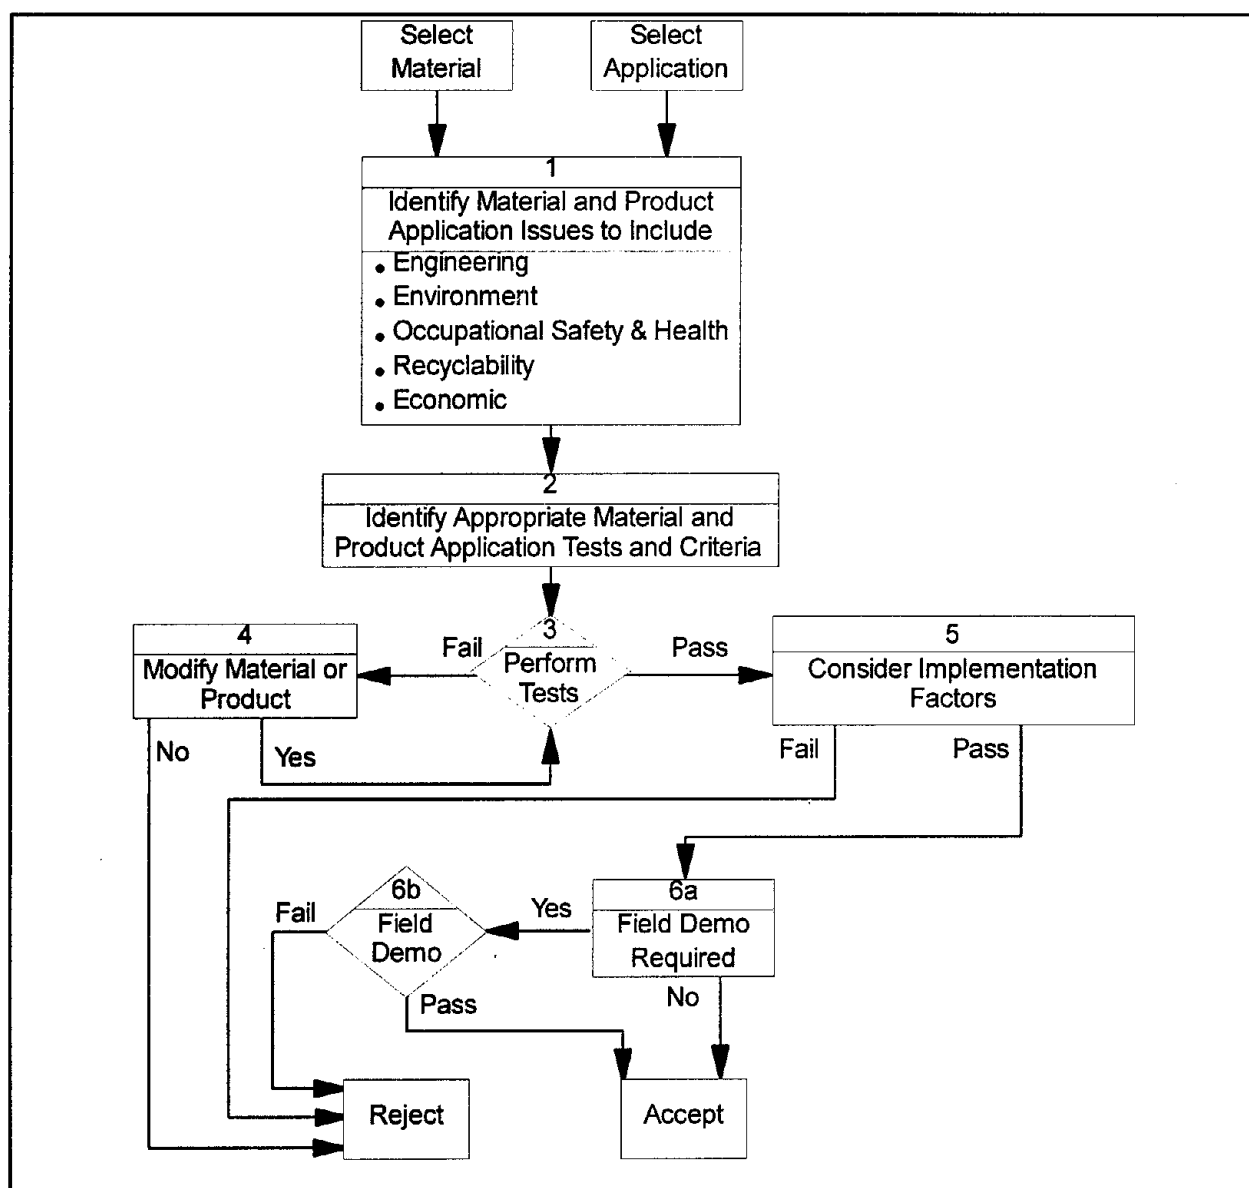 Select
Material
Select
Application
1
Identify Material and Product
Application Issues to Include
• Engineering
• Environment
• Occupational Safety & Health
• Recyclability
• Economic
2
Identify Appropriate Material and
Product Application Tests and Criteria
4
Modify Material or
Product
Fail
3
Perform
Tests
Pass
5
Consider Implementation
Factors
No
Yes
Fail
Pass
Fail
6b
Field
Demo
Yes
6a
Field Demo
Required
Pass
No
Reject
Accept